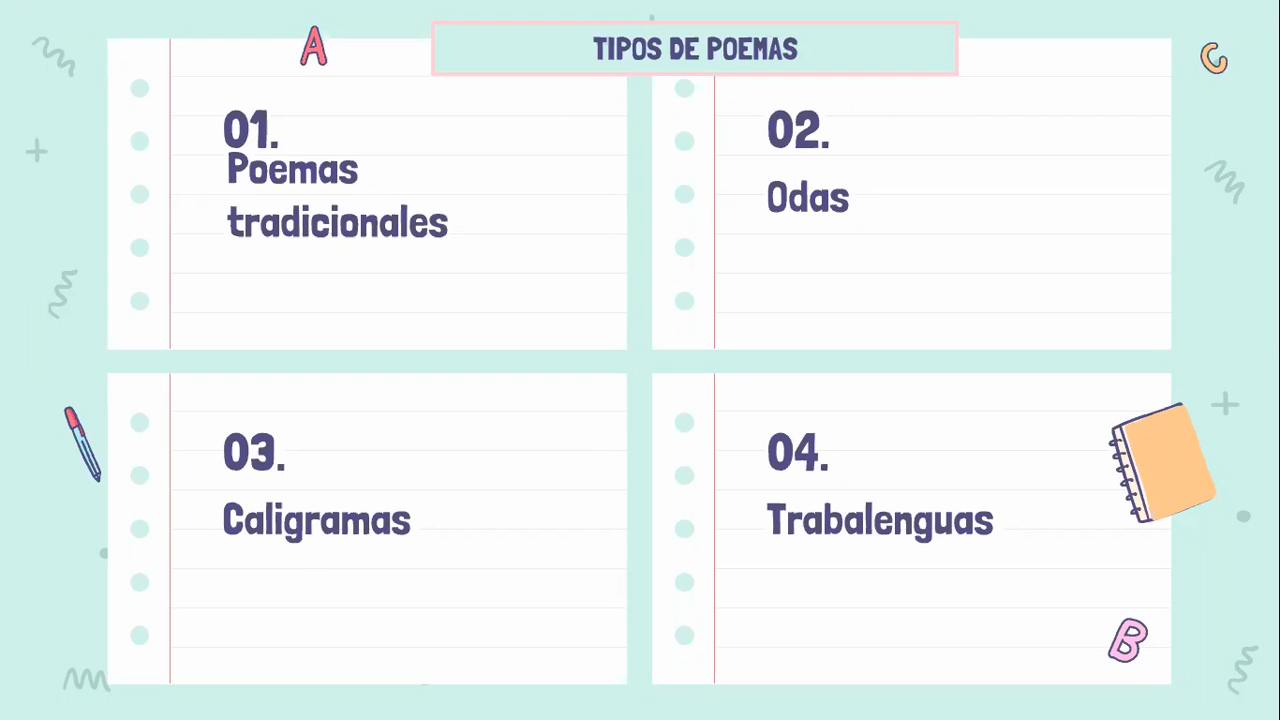 A
TIPOS DE POEMAS
C
01.
Poemas
tradicionales
02.
Odas
03.
Caligramas
04.
Trabalenguas
B